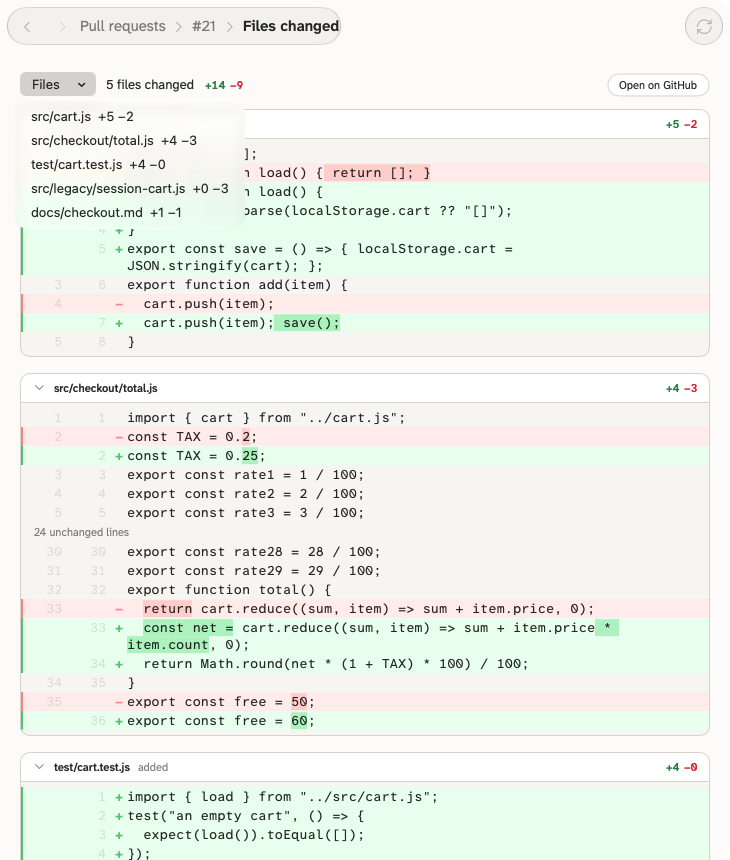 Pull requests > #21 > Files changed
Files 5 files changed +14 −9 Open on GitHub
src/cart.js +5 −2
src/checkout/total.js +4 −3
test/cart.test.js +4 −0
src/legacy/session-cart.js +0 −3
docs/checkout.md +1 −1
+5 −2
];
load() { return []; }
load() {
parse(localStorage.cart ?? "[]");
4 + }
5 + export const save = () => { localStorage.cart =
JSON.stringify(cart); };
3 6 export function add(item) {
4 − cart.push(item);
7 + cart.push(item); save();
5 8 }
src/checkout/total.js +4 −3
1 1 import { cart } from "../cart.js";
2 − const TAX = 0.2;
2 + const TAX = 0.25;
3 3 export const rate1 = 1 / 100;
4 4 export const rate2 = 2 / 100;
5 5 export const rate3 = 3 / 100;
24 unchanged lines
30 30 export const rate28 = 28 / 100;
31 31 export const rate29 = 29 / 100;
32 32 export function total() {
33 − return cart.reduce((sum, item) => sum + item.price, 0);
33 + const net = cart.reduce((sum, item) => sum + item.price *
item.count, 0);
34 + return Math.round(net * (1 + TAX) * 100) / 100;
34 35 }
35 − export const free = 50;
36 + export const free = 60;
test/cart.test.js added +4 −0
1 + import { load } from "../src/cart.js";
2 + test("an empty cart", () => {
3 + expect(load()).toEqual([]);
4 + });